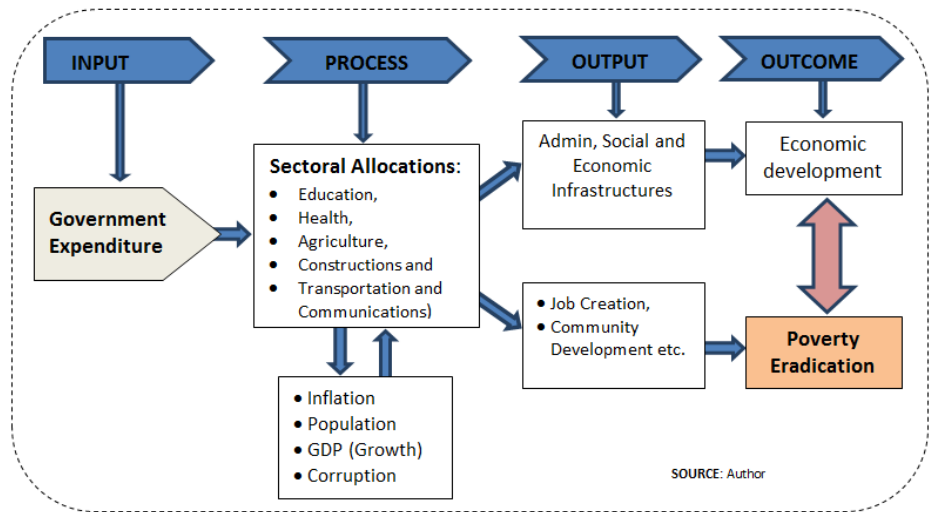 INPUT
PROCESS
OUTPUT
OUTCOME
Government
Expenditure
Sectoral Allocations:
• Education,
• Health,
• Agriculture,
• Constructions and
• Transportation and
Communications)
• Inflation
• Population
• GDP (Growth)
• Corruption
Admin, Social and
Economic
Infrastructures
• Job Creation,
• Community
Development etc.
Economic
development
Poverty
Eradication
SOURCE: Author